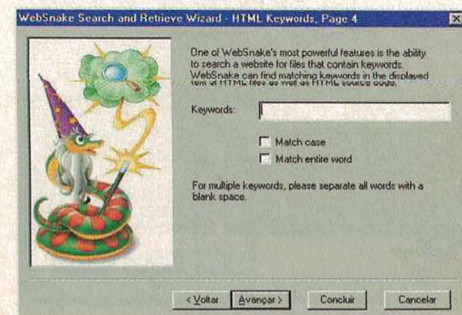 WebSnake Search and Retrieve Wizard - HTML Keywords, Page 4
One of WebSnake's most powerful features is the ability
to search a website for files that contain keywords.
WebSnake can find matching keywords in the displayed
text of HTML files as well as HTML source code.
Keywords:
Match case
Match entire word
For multiple keywords, please separate all words with a
blank space.
< Voltar Avançar > Concluir Cancelar